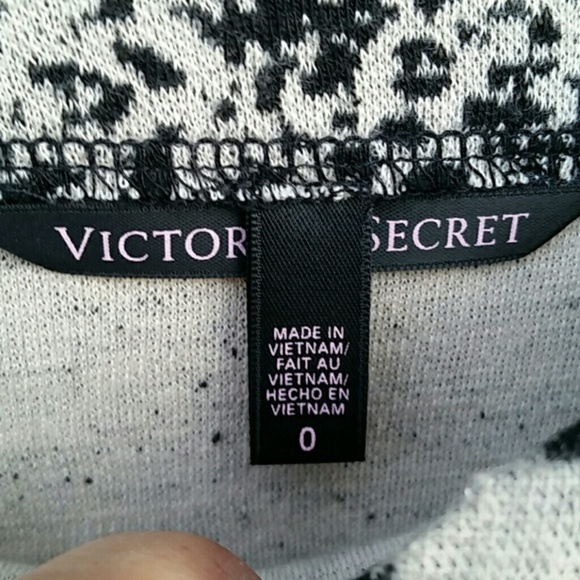 VICTOR SECRET
MADE IN
VIETNAM/
FAIT AU
VIETNAM/
HECHO EN
VIETNAM
0